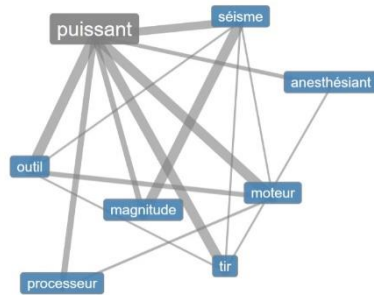 puissant
séisme
anesthésiant
outil
moteur
magnitude
tir
processeur